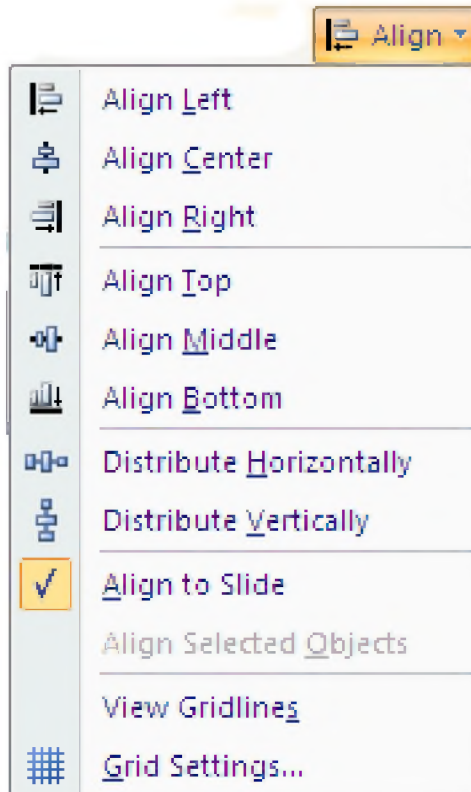 Align
Align Left
Align Center
Align Right
Align Top
Align Middle
Align Bottom
Distribute Horizontally
Distribute Vertically
Align to Slide
Align Selected Objects
View Gridlines
Grid Settings...